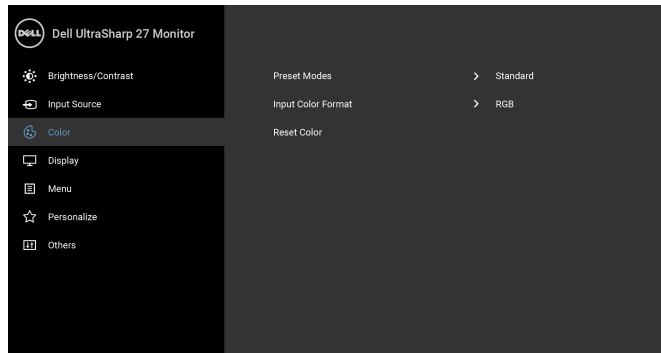 DELL Dell UltraSharp 27 Monitor
Brightness/Contrast
Preset Modes > Standard
Input Source
Input Color Format > RGB
Color
Reset Color
Display
Menu
Personalize
Others